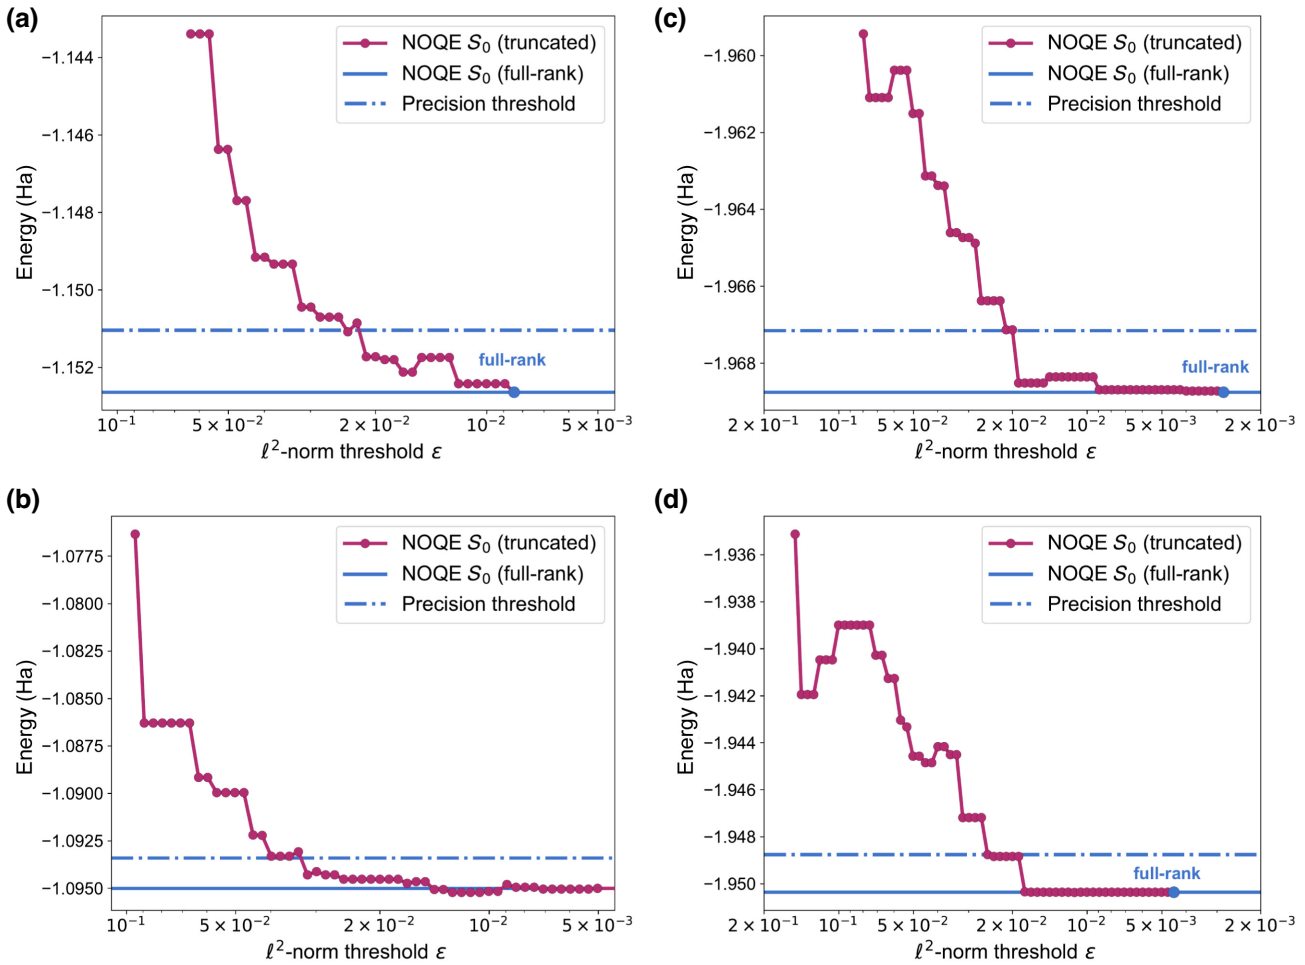 (a)
−1.144
−1.146
−1.148
−1.150
−1.152
Energy (Ha)
NOQE S₀ (truncated)
NOQE S₀ (full-rank)
Precision threshold
full-rank
10⁻¹
5 × 10⁻²
2 × 10⁻²
10⁻²
5 × 10⁻³
ℓ²-norm threshold ε
(c)
−1.960
−1.962
−1.964
−1.966
−1.968
Energy (Ha)
NOQE S₀ (truncated)
NOQE S₀ (full-rank)
Precision threshold
full-rank
2 × 10⁻¹
10⁻¹
5 × 10⁻²
2 × 10⁻²
10⁻²
5 × 10⁻³
2 × 10⁻³
ℓ²-norm threshold ε
(b)
−1.0775
−1.0800
−1.0825
−1.0850
−1.0875
−1.0900
−1.0925
−1.0950
Energy (Ha)
NOQE S₀ (truncated)
NOQE S₀ (full-rank)
Precision threshold
10⁻¹
5 × 10⁻²
2 × 10⁻²
10⁻²
5 × 10⁻³
ℓ²-norm threshold ε
(d)
−1.936
−1.938
−1.940
−1.942
−1.944
−1.946
−1.948
−1.950
Energy (Ha)
NOQE S₀ (truncated)
NOQE S₀ (full-rank)
Precision threshold
full-rank
2 × 10⁻¹
10⁻¹
5 × 10⁻²
2 × 10⁻²
10⁻²
5 × 10⁻³
2 × 10⁻³
ℓ²-norm threshold ε